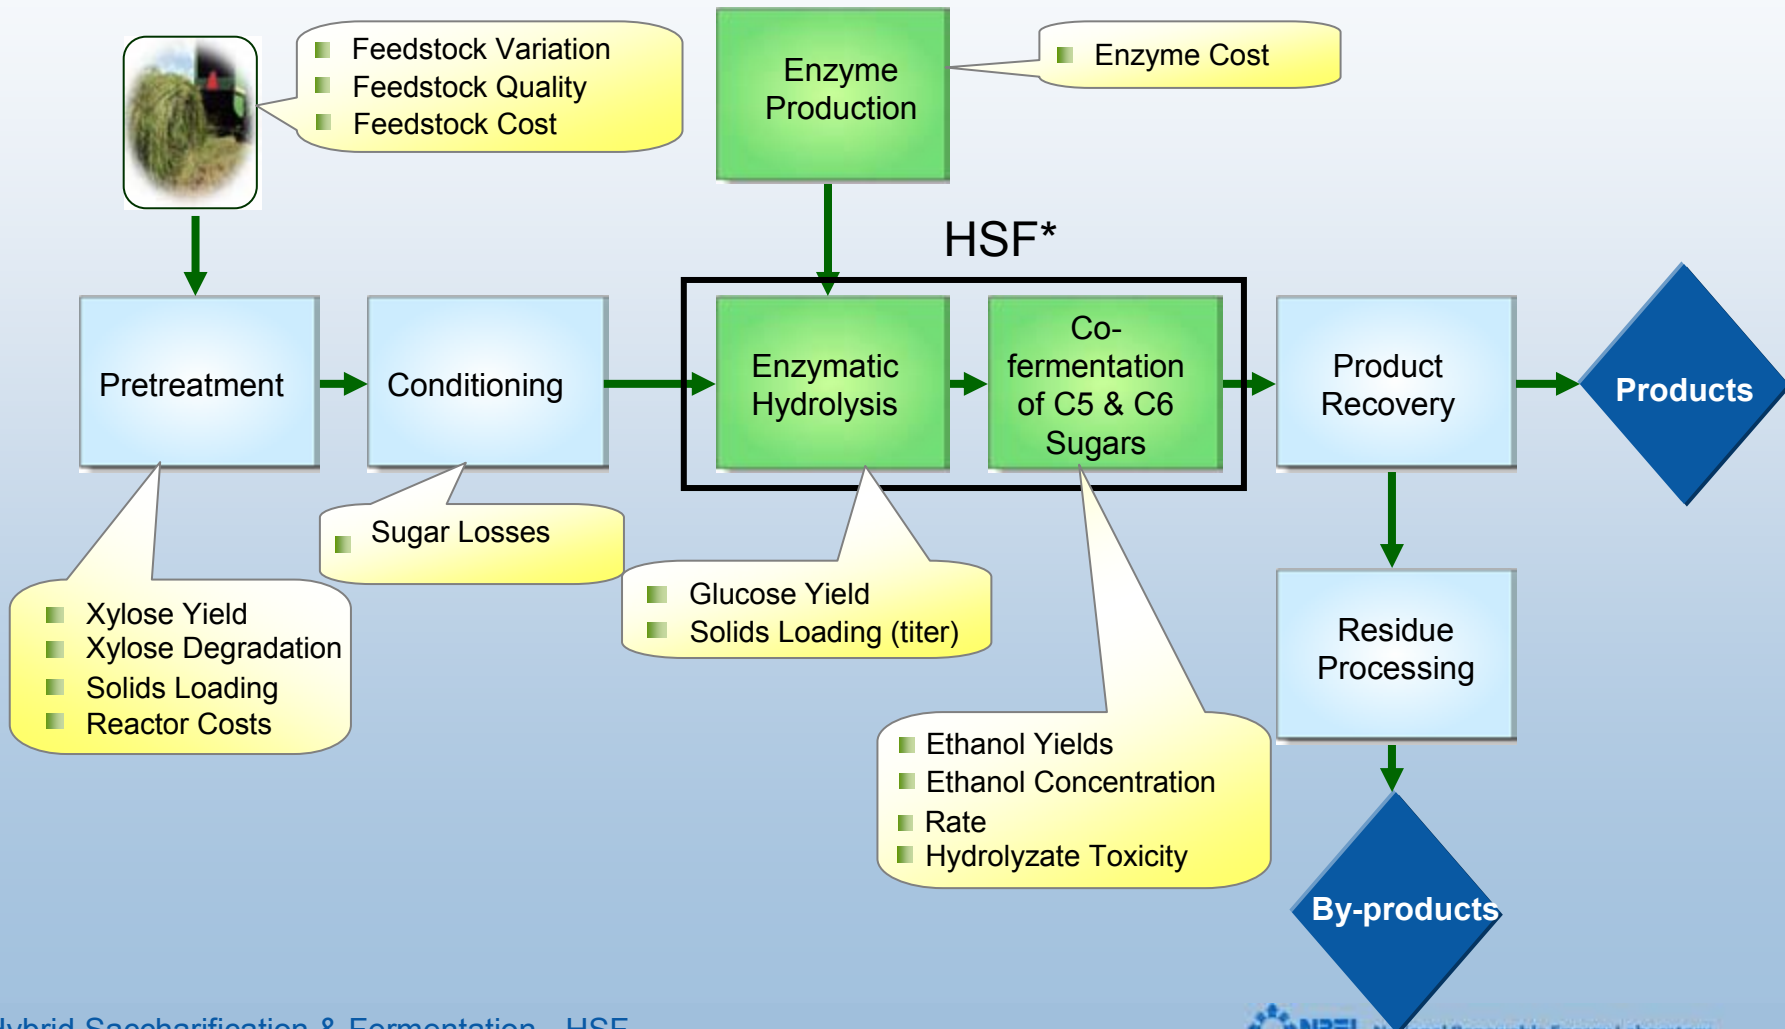 Feedstock Variation
Feedstock Quality
Feedstock Cost
Enzyme
Production
Enzyme Cost
HSF*
Pretreatment
Conditioning
Enzymatic
Hydrolysis
Co-
fermentation
of C5 & C6
Sugars
Product
Recovery
Products
Sugar Losses
Xylose Yield
Xylose Degradation
Solids Loading
Reactor Costs
Glucose Yield
Solids Loading (titer)
Residue
Processing
Ethanol Yields
Ethanol Concentration
Rate
Hydrolyzate Toxicity
By-products
Hybrid Saccharification & Fermentation - HSF
NREL